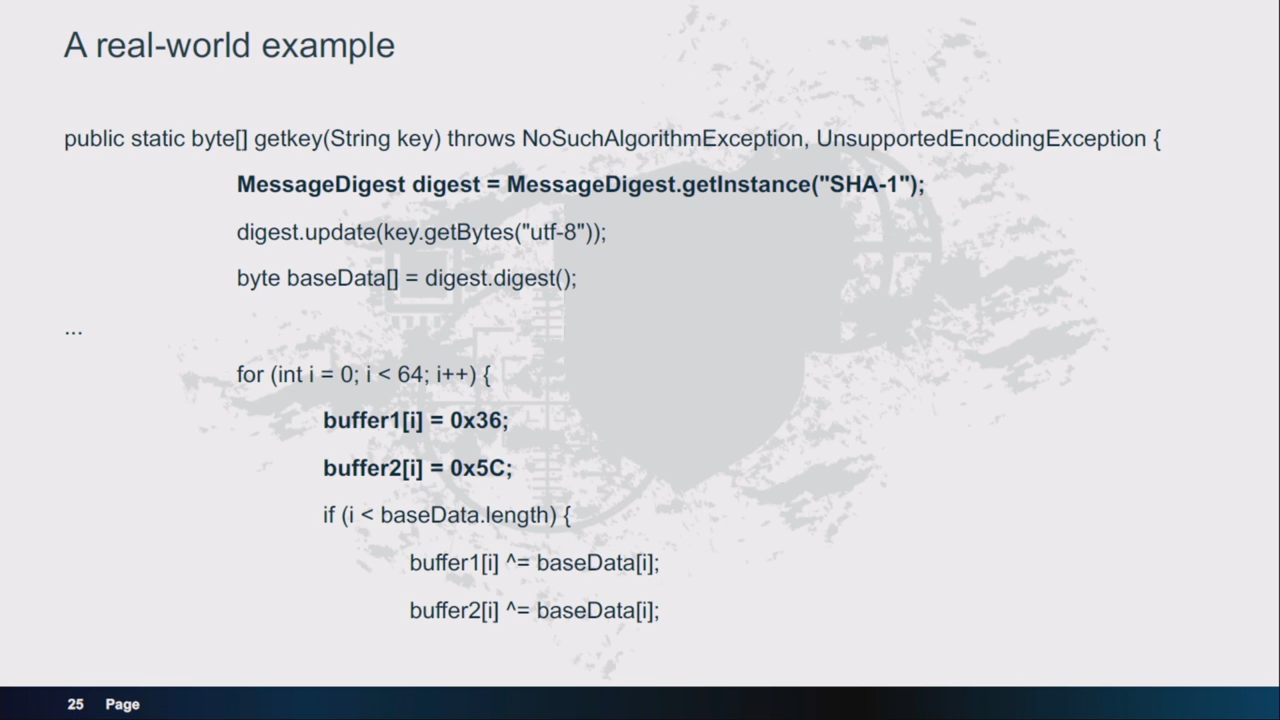 A real-world example
public static byte[] getkey(String key) throws NoSuchAlgorithmException, UnsupportedEncodingException {
MessageDigest digest = MessageDigest.getInstance("SHA-1");
digest.update(key.getBytes("utf-8"));
byte baseData[] = digest.digest();
...
for (int i = 0; i < 64; i++) {
buffer1[i] = 0x36;
buffer2[i] = 0x5C;
if (i < baseData.length) {
buffer1[i] ^= baseData[i];
buffer2[i] ^= baseData[i];
25 Page